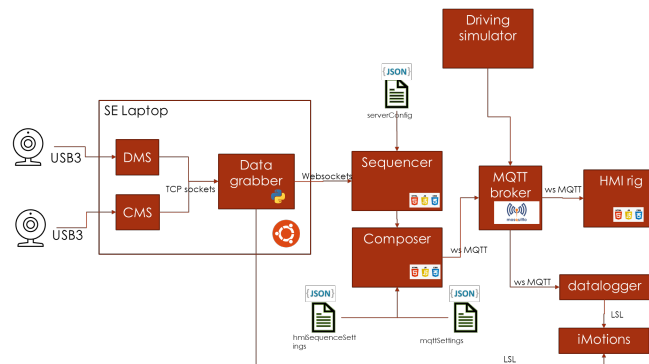 Driving
simulator
{JSON}
serverConfig
SE Laptop
USB3
DMS
TCP sockets
Data
grabber
Websockets
Sequencer
MQTT
broker
ws MQTT
HMI rig
USB3
CMS
Composer
ws MQTT
ws MQTT
datalogger
LSL
{JSON}
hmiSequenceSett
ings
{JSON}
mqttSettings
iMotions
LSL